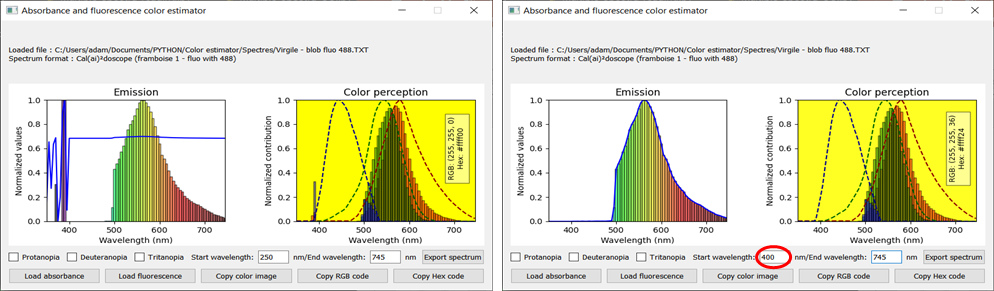 Absorbance and fluorescence color estimator
Loaded file : C:/Users/adam/Documents/PYTHON/Color estimator/Spectres/Virgile - blob fluo 488.TXT
Spectrum format : Cal(ai)²doscope (framboise 1 - fluo with 488)
Emission
Normalized values
1.0
0.8
0.6
0.4
0.2
0.0
400
500
600
700
Wavelength (nm)
Color perception
Normalized contribution
1.0
0.8
0.6
0.4
0.2
0.0
RGB: (255, 255, 0)
Hex: #ffff00
400
500
600
700
Wavelength (nm)
Protanopia Deuteranopia Tritanopia Start wavelength: 250 nm/End wavelength: 745 nm Export spectrum
Load absorbance Load fluorescence Copy color image Copy RGB code Copy Hex code
Absorbance and fluorescence color estimator
Loaded file : C:/Users/adam/Documents/PYTHON/Color estimator/Spectres/Virgile - blob fluo 488.TXT
Spectrum format : Cal(ai)²doscope (framboise 1 - fluo with 488)
Emission
Normalized values
1.0
0.8
0.6
0.4
0.2
0.0
400
500
600
700
Wavelength (nm)
Color perception
Normalized contribution
1.0
0.8
0.6
0.4
0.2
0.0
RGB: (255, 255, 36)
Hex: #ffff24
400
500
600
700
Wavelength (nm)
Protanopia Deuteranopia Tritanopia Start wavelength: 400 nm/End wavelength: 745 nm Export spectrum
Load absorbance Load fluorescence Copy color image Copy RGB code Copy Hex code